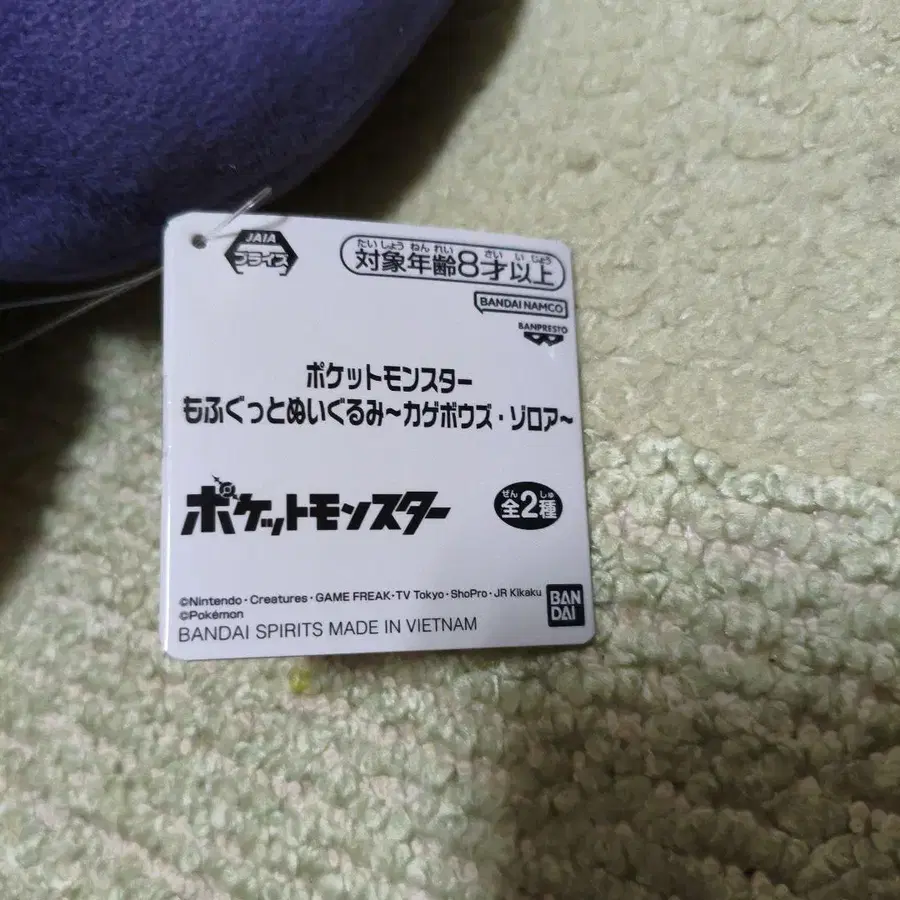 JAIA
プライズ
たいしょうねんれい さいいじょう
対象年齢8才以上
BANDAI NAMCO
BANPRESTO
ポケットモンスター
もふぐっとぬいぐるみ～カゲボウズ・ゾロア～
ポケットモンスター
ぜん しゅ
全2種
©Nintendo・Creatures・GAME FREAK・TV Tokyo・ShoPro・JR Kikaku
©Pokémon
BANDAI SPIRITS MADE IN VIETNAM
BAN
DAI